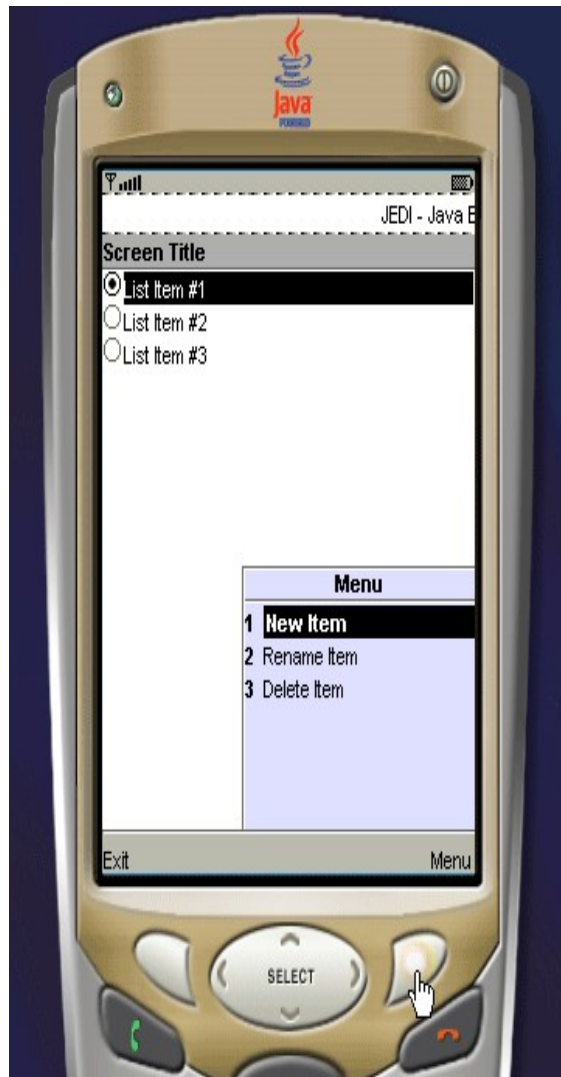 Java
POWERED
JEDI - Java E
Screen Title
List Item #1
List Item #2
List Item #3
Menu
1 New Item
2 Rename Item
3 Delete Item
Exit Menu
SELECT